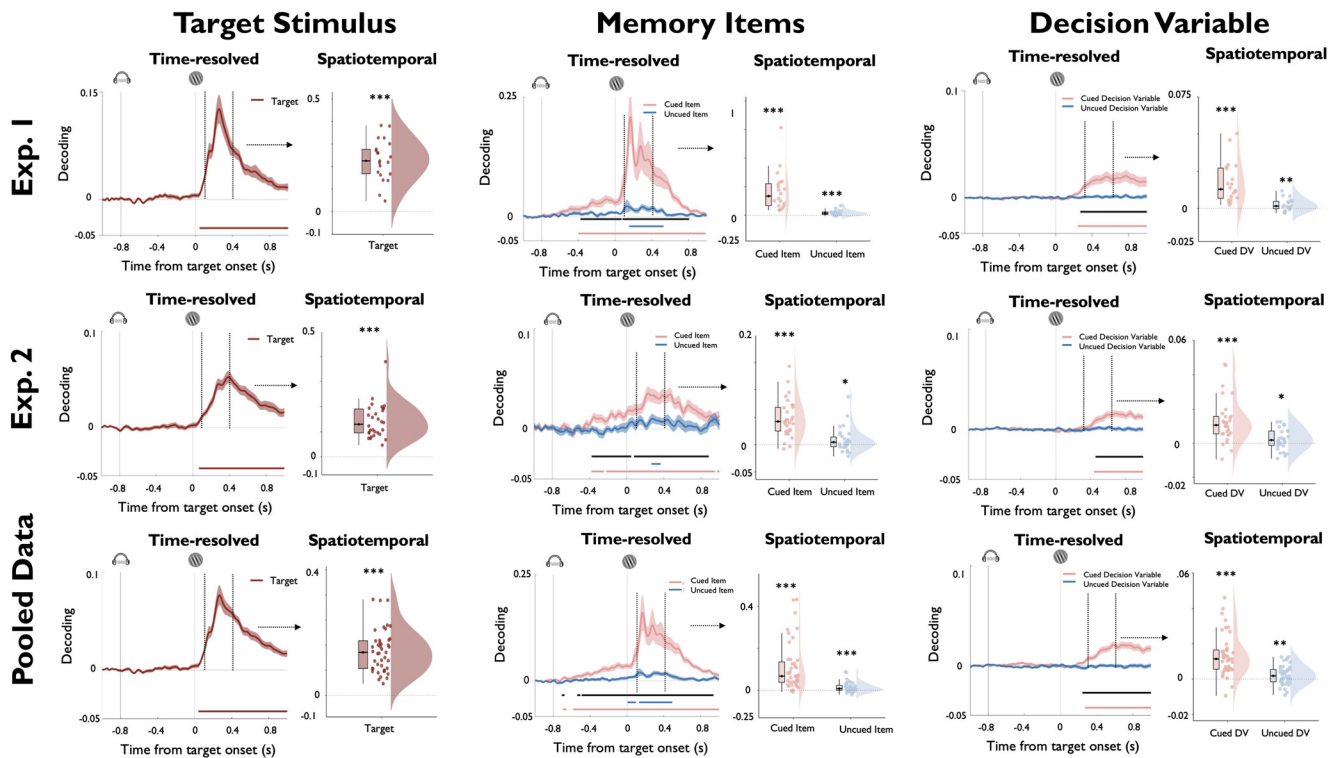 Target Stimulus
Memory Items
Decision Variable
Exp. 1
Time-resolved
Spatiotemporal
Decoding
0.15
0
-0.05
Target
-0.8
-0.4
0
0.4
0.8
Time from target onset (s)
0.5
0
-0.1
***
Target
Time-resolved
Spatiotemporal
Decoding
0.25
0
-0.05
Cued Item
Uncued Item
-0.8
-0.4
0
0.4
0.8
Time from target onset (s)
1
0
-0.25
***
***
Cued Item
Uncued Item
Time-resolved
Spatiotemporal
Decoding
0.1
0
-0.05
Cued Decision Variable
Uncued Decision Variable
-0.8
-0.4
0
0.4
0.8
Time from target onset (s)
0.075
0
-0.025
***
**
Cued DV
Uncued DV
Exp. 2
Time-resolved
Spatiotemporal
Decoding
0.1
0
-0.05
Target
-0.8
-0.4
0
0.4
0.8
Time from target onset (s)
0.5
0
-0.1
***
Target
Time-resolved
Spatiotemporal
Decoding
0.1
0
-0.05
Cued Item
Uncued Item
-0.8
-0.4
0
0.4
0.8
Time from target onset (s)
0.2
0
-0.05
***
*
Cued Item
Uncued Item
Time-resolved
Spatiotemporal
Decoding
0.1
0
-0.05
Cued Decision Variable
Uncued Decision Variable
-0.8
-0.4
0
0.4
0.8
Time from target onset (s)
0.06
0
-0.02
***
*
Cued DV
Uncued DV
Pooled Data
Time-resolved
Spatiotemporal
Decoding
0.1
0
-0.05
Target
-0.8
-0.4
0
0.4
0.8
Time from target onset (s)
0.4
0
-0.1
***
Target
Time-resolved
Spatiotemporal
Decoding
0.25
0
-0.05
Cued Item
Uncued Item
-0.8
-0.4
0
0.4
0.8
Time from target onset (s)
0.4
0
-0.25
***
***
Cued Item
Uncued Item
Time-resolved
Spatiotemporal
Decoding
0.1
0
-0.05
Cued Decision Variable
Uncued Decision Variable
-0.8
-0.4
0
0.4
0.8
Time from target onset (s)
.06
0
-0.02
***
**
Cued DV
Uncued DV